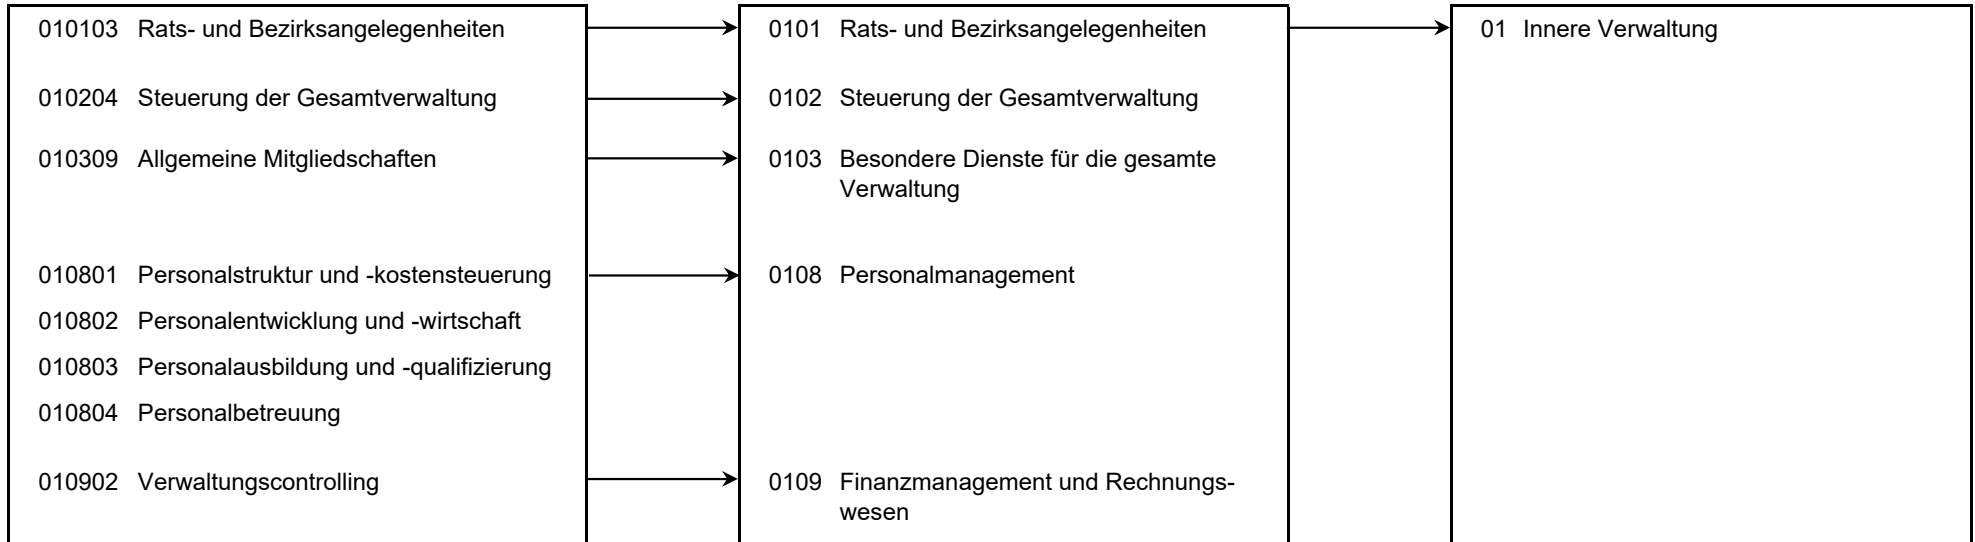 010103 Rats- und Bezirksangelegenheiten
010204 Steuerung der Gesamtverwaltung
010309 Allgemeine Mitgliedschaften
010801 Personalstruktur und -kostensteuerung
010802 Personalentwicklung und -wirtschaft
010803 Personalausbildung und -qualifizierung
010804 Personalbetreuung
010902 Verwaltungscontrolling
0101 Rats- und Bezirksangelegenheiten
0102 Steuerung der Gesamtverwaltung
0103 Besondere Dienste für die gesamte
Verwaltung
0108 Personalmanagement
0109 Finanzmanagement und Rechnungs-
wesen
01 Innere Verwaltung